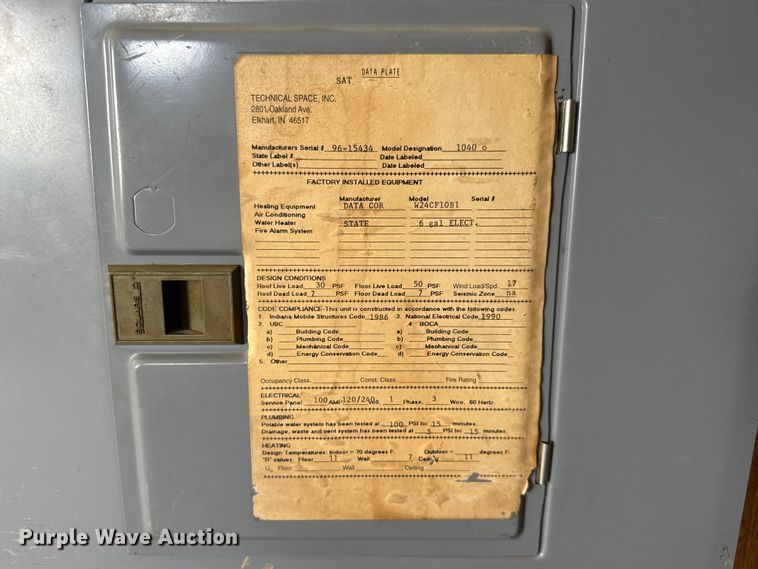 DATA PLATE
SAT
TECHNICAL SPACE, INC.
2801 Oakland Ave.
Elkhart, IN 46517
Manufacturers Serial # 96-15434 Model Designation 1040 o
State Label # Date Labeled
Other Label(s) Date Labeled
FACTORY INSTALLED EQUIPMENT
Manufacturer Model Serial #
Heating Equipment DATA COR W24CF10B1
Air Conditioning
Water Heater STATE 6 gal ELECT.
Fire Alarm System
DESIGN CONDITIONS
Roof Live Load 30 PSF Floor Live Load 50 PSF Wind Load/Spd. 17
Roof Dead Load 7 PSF Floor Dead Load 7 PSF Seismic Zone na
CODE COMPLIANCE-This unit is constructed in accordance with the following codes:
1. Indiana Mobile Structures Code 1986 3. National Electrical Code 1990
2. UBC 4. BOCA
a) Building Code a) Building Code
b) Plumbing Code b) Plumbing Code
c) Mechanical Code c) Mechanical Code
d) Energy Conservation Code d) Energy Conservation Code
5. Other
Occupancy Class. Const. Class. Fire Rating
ELECTRICAL
Service Panel 100 AMP 120/240 Volt 1 Phase, 3 Wire, 60 Hertz
PLUMBING
Potable water system has been tested at 100 PSI for 15 minutes.
Drainage, waste and vent system has been tested at 5 PSI for 15 minutes.
HEATING
Design Temperatures: Indoor = 70 degrees F. Outdoor = degrees F.
"R" values: Floor 11 Wall 7 Ceiling 11
U₀ Floor Wall Ceiling
SQUARE D
Purple Wave Auction